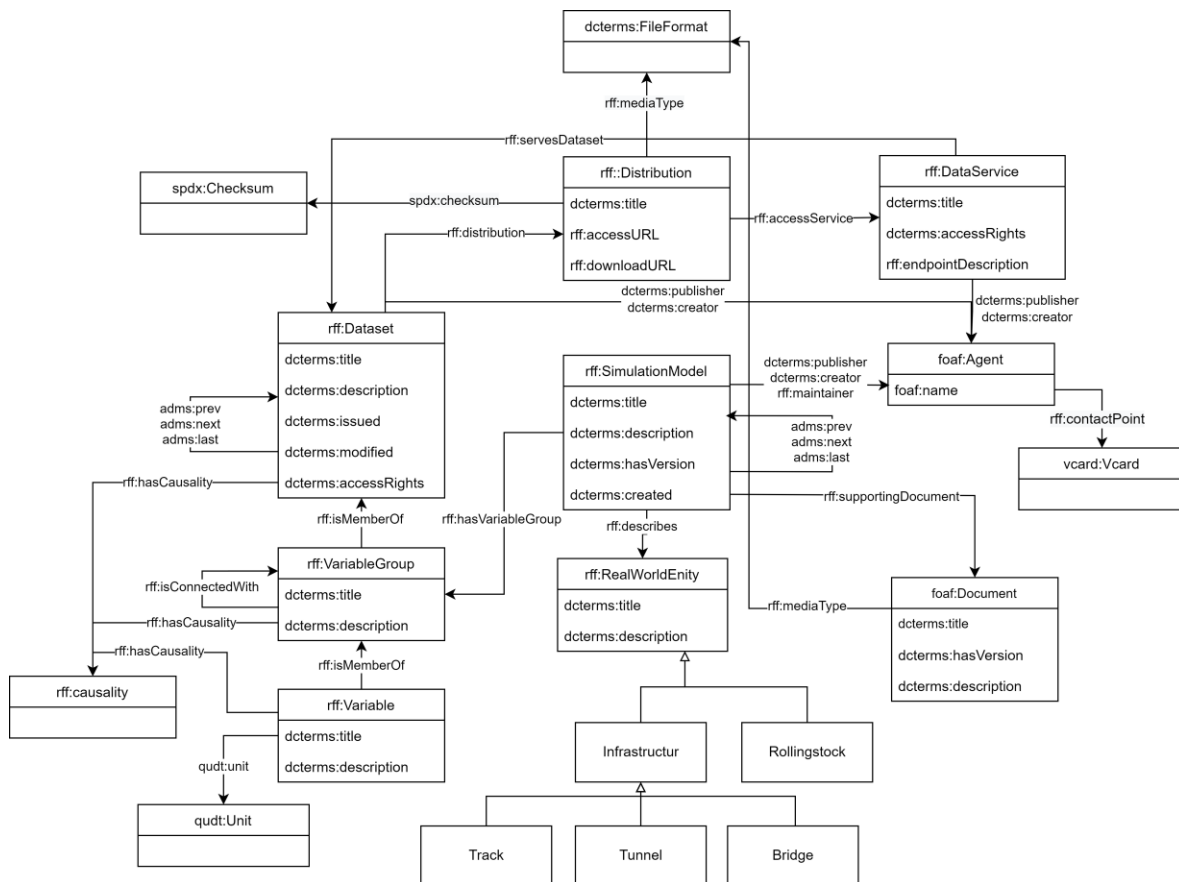 dcterms:FileFormat
rff:mediaType
rff:servesDataset
spdx:Checksum
spdx:checksum
rff::Distribution
dcterms:title
rff:accessURL
rff:downloadURL
rff:accessService
rff:DataService
dcterms:title
dcterms:accessRights
rff:endpointDescription
rff:distribution
dcterms:publisher
dcterms:creator
dcterms:publisher
dcterms:creator
rff:Dataset
dcterms:title
dcterms:description
dcterms:issued
dcterms:modified
dcterms:accessRights
adms:prev
adms:next
adms:last
rff:SimulationModel
dcterms:title
dcterms:description
dcterms:hasVersion
dcterms:created
dcterms:publisher
dcterms:creator
rff:maintainer
adms:prev
adms:next
adms:last
foaf:Agent
foaf:name
rff:contactPoint
vcard:Vcard
rff:hasCausality
rff:isMemberOf
rff:hasVariableGroup
rff:describes
rff:supportingDocument
rff:VariableGroup
dcterms:title
dcterms:description
rff:isConnectedWith
rff:hasCausality
rff:hasCausality
rff:isMemberOf
rff:RealWorldEnity
dcterms:title
dcterms:description
rff:mediaType
foaf:Document
dcterms:title
dcterms:hasVersion
dcterms:description
rff:causality
rff:Variable
dcterms:title
dcterms:description
qudt:unit
qudt:Unit
Infrastructur
Rollingstock
Track
Tunnel
Bridge